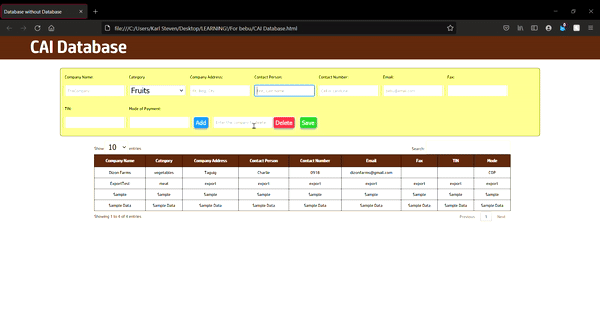 Database without Database
file:///C:/Users/Karl Steven/Desktop/LEARNING!/For bebu/CAI Database.html
CAI Database
Company Name: Category: Company Address: Contact Person: Contact Number: Email: Fax:
Fruits
TIN: Mode of Payment:
Add Delete Save
Show 10 entries Search:
Company Name Category Company Address Contact Person Contact Number Email Fax TIN Mode
Dizon Farms vegetables Taguig Charlie 0916 dizonfarms@gmail.com COP
ExportTest meat export export export export export export export
Sample Sample Sample Sample Sample Sample Sample Sample Sample
Sample Data Sample Data Sample Data Sample Data Sample Data Sample Data Sample Data Sample Data Sample Data
Showing 1 to 4 of 4 entries Previous 1 Next